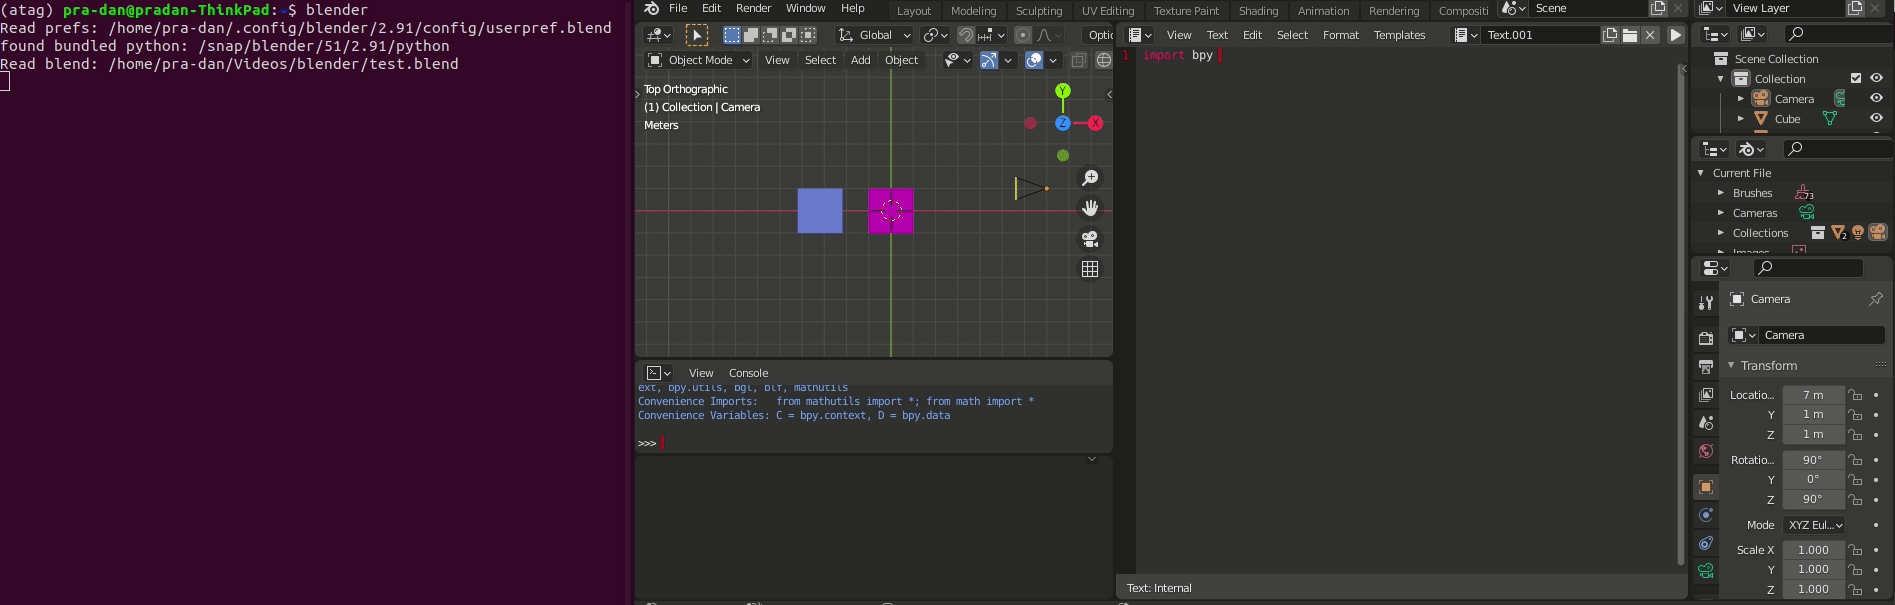 (atag) pra-dan@pradan-ThinkPad:~$ blender
Read prefs: /home/pra-dan/.config/blender/2.91/config/userpref.blend
found bundled python: /snap/blender/51/2.91/python
Read blend: /home/pra-dan/Videos/blender/test.blend
File Edit Render Window Help
Layout Modeling Sculpting UV Editing Texture Paint Shading Animation Rendering Compositi
Scene
View Layer
Global
Optic
Object Mode View Select Add Object
Top Orthographic
(1) Collection | Camera
Meters
Y
Z
X
View Console
ext, bpy.utils, bgl, blf, mathutils
Convenience Imports: from mathutils import *; from math import *
Convenience Variables: C = bpy.context, D = bpy.data
>>>
View Text Edit Select Format Templates
Text.001
1 import bpy
Text: Internal
Scene Collection
Collection
Camera
Cube
Current File
Brushes 73
Cameras
Collections 2
Images
Camera
Camera
Transform
Locatio... 7 m
Y 1 m
Z 1 m
Rotatio... 90°
Y 0°
Z 90°
Mode XYZ Eul...
Scale X 1.000
Y 1.000
Z 1.000